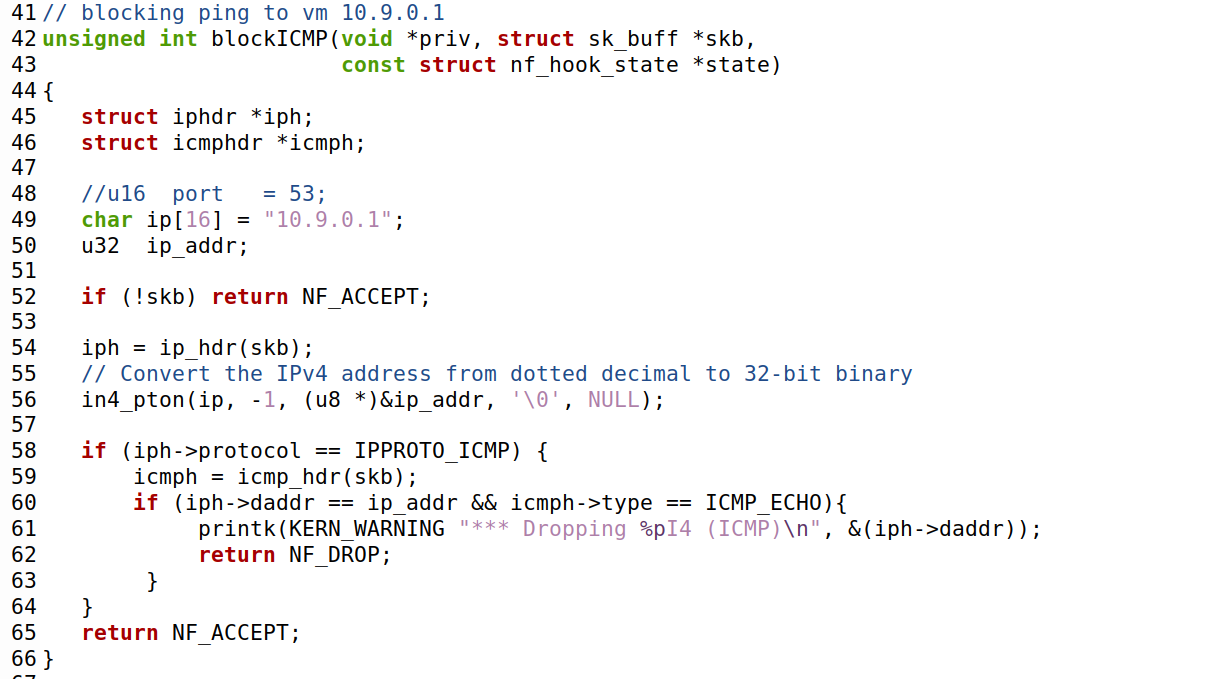 41 // blocking ping to vm 10.9.0.1
42 unsigned int blockICMP(void *priv, struct sk_buff *skb,
43                        const struct nf_hook_state *state)
44 {
45    struct iphdr *iph;
46    struct icmphdr *icmph;
47
48    //u16  port   = 53;
49    char ip[16] = "10.9.0.1";
50    u32  ip_addr;
51
52    if (!skb) return NF_ACCEPT;
53
54    iph = ip_hdr(skb);
55    // Convert the IPv4 address from dotted decimal to 32-bit binary
56    in4_pton(ip, -1, (u8 *)&ip_addr, '\0', NULL);
57
58    if (iph->protocol == IPPROTO_ICMP) {
59        icmph = icmp_hdr(skb);
60        if (iph->daddr == ip_addr && icmph->type == ICMP_ECHO){
61             printk(KERN_WARNING "*** Dropping %pI4 (ICMP)\n", &(iph->daddr));
62             return NF_DROP;
63         }
64    }
65    return NF_ACCEPT;
66 }